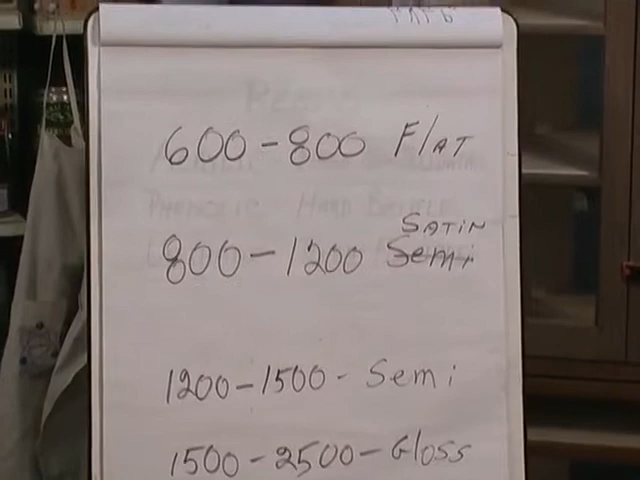 600-800 Flat
Satin
800-1200 Semi
1200-1500- Semi
1500-2500-Gloss